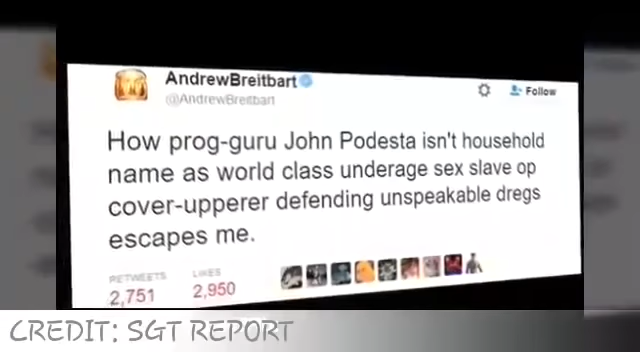 AndrewBreitbart
@AndrewBreitbart
Follow
How prog-guru John Podesta isn't household
name as world class underage sex slave op
cover-upperer defending unspeakable dregs
escapes me.
RETWEETS LIKES
2,751 2,950
CREDIT: SGT REPORT